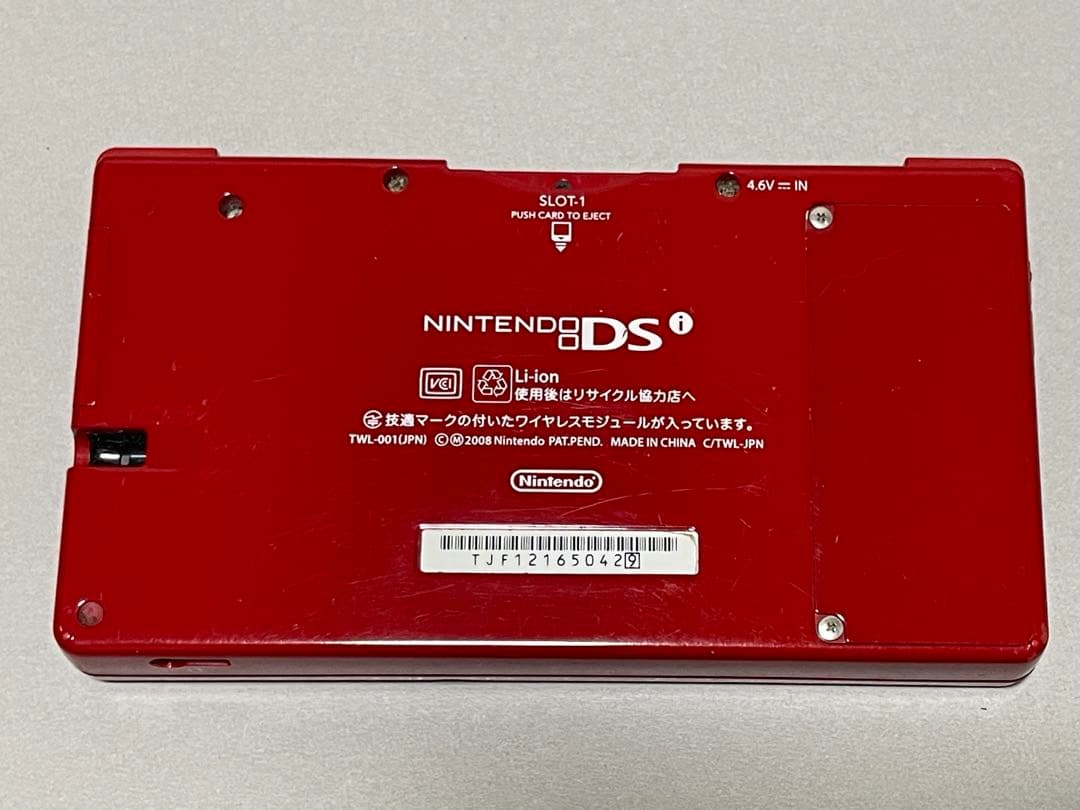 4.6V ⎓ IN
SLOT-1
PUSH CARD TO EJECT
NINTENDO DSi
VCI Li-ion
使用後はリサイクル協力店へ
技適マークの付いたワイヤレスモジュールが入っています。
TWL-001(JPN) ©Ⓜ2008 Nintendo PAT.PEND. MADE IN CHINA C/TWL-JPN
Nintendo
TJF121650429